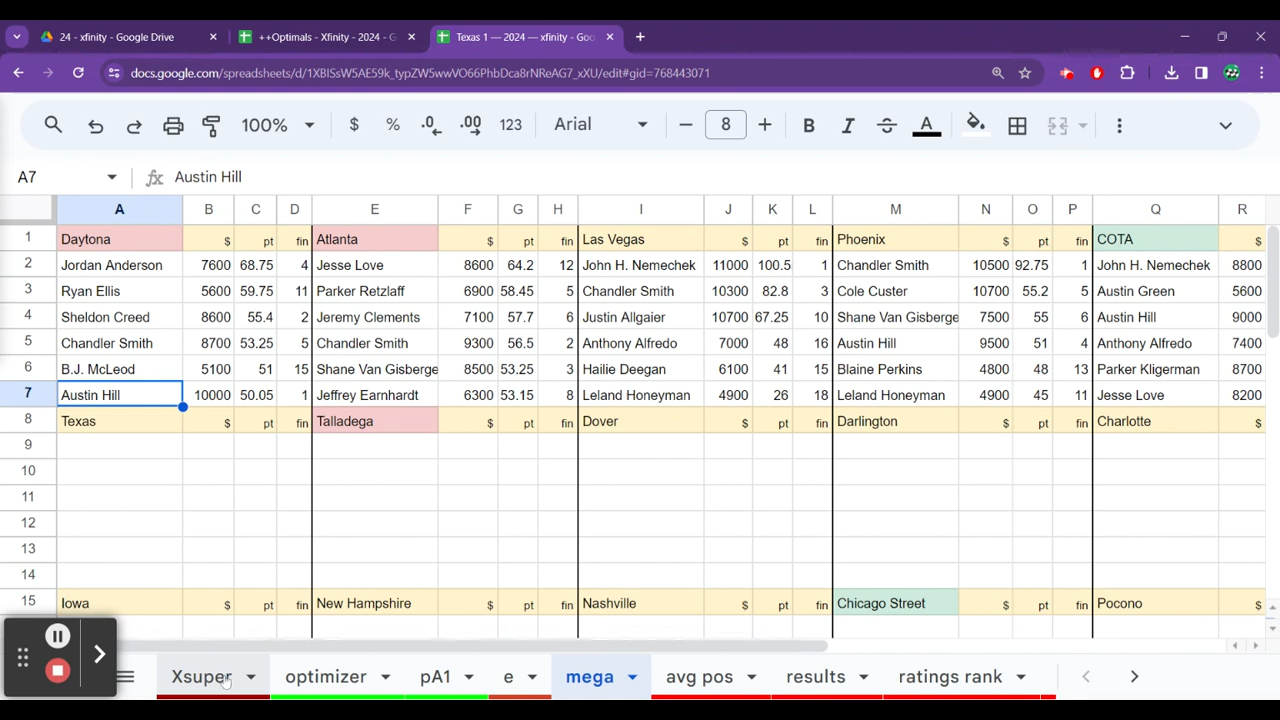 24 - xfinity - Google Drive
++Optimals - Xfinity - 2024 - G
Texas 1 — 2024 — xfinity - Goo
docs.google.com/spreadsheets/d/1XBISsW5AE59k_typZW5wwVO66PhbDca8rNReAG7_xXU/edit#gid=768443071
100% $ % .0 .00 123 Arial 8 B I S A
A7 fx Austin Hill
A B C D E F G H I J K L M N O P Q R
1 Daytona $ pt fin Atlanta $ pt fin Las Vegas $ pt fin Phoenix $ pt fin COTA $
2 Jordan Anderson 7600 68.75 4 Jesse Love 8600 64.2 12 John H. Nemechek 11000 100.5 1 Chandler Smith 10500 92.75 1 John H. Nemechek 8800
3 Ryan Ellis 5600 59.75 11 Parker Retzlaff 6900 58.45 5 Chandler Smith 10300 82.8 3 Cole Custer 10700 55.2 5 Austin Green 5600
4 Sheldon Creed 8600 55.4 2 Jeremy Clements 7100 57.7 6 Justin Allgaier 10700 67.25 10 Shane Van Gisberge 7500 55 6 Austin Hill 9000
5 Chandler Smith 8700 53.25 5 Chandler Smith 9300 56.5 2 Anthony Alfredo 7000 48 16 Austin Hill 9500 51 4 Anthony Alfredo 7400
6 B.J. McLeod 5100 51 15 Shane Van Gisberge 8500 53.25 3 Hailie Deegan 6100 41 15 Blaine Perkins 4800 48 13 Parker Kligerman 8700
7 Austin Hill 10000 50.05 1 Jeffrey Earnhardt 6300 53.15 8 Leland Honeyman 4900 26 18 Leland Honeyman 4900 45 11 Jesse Love 8200
8 Texas $ pt fin Talladega $ pt fin Dover $ pt fin Darlington $ pt fin Charlotte $
9
10
11
12
13
14
15 Iowa $ pt fin New Hampshire $ pt fin Nashville $ pt fin Chicago Street $ pt fin Pocono $
Xsuper optimizer pA1 e mega avg pos results ratings rank